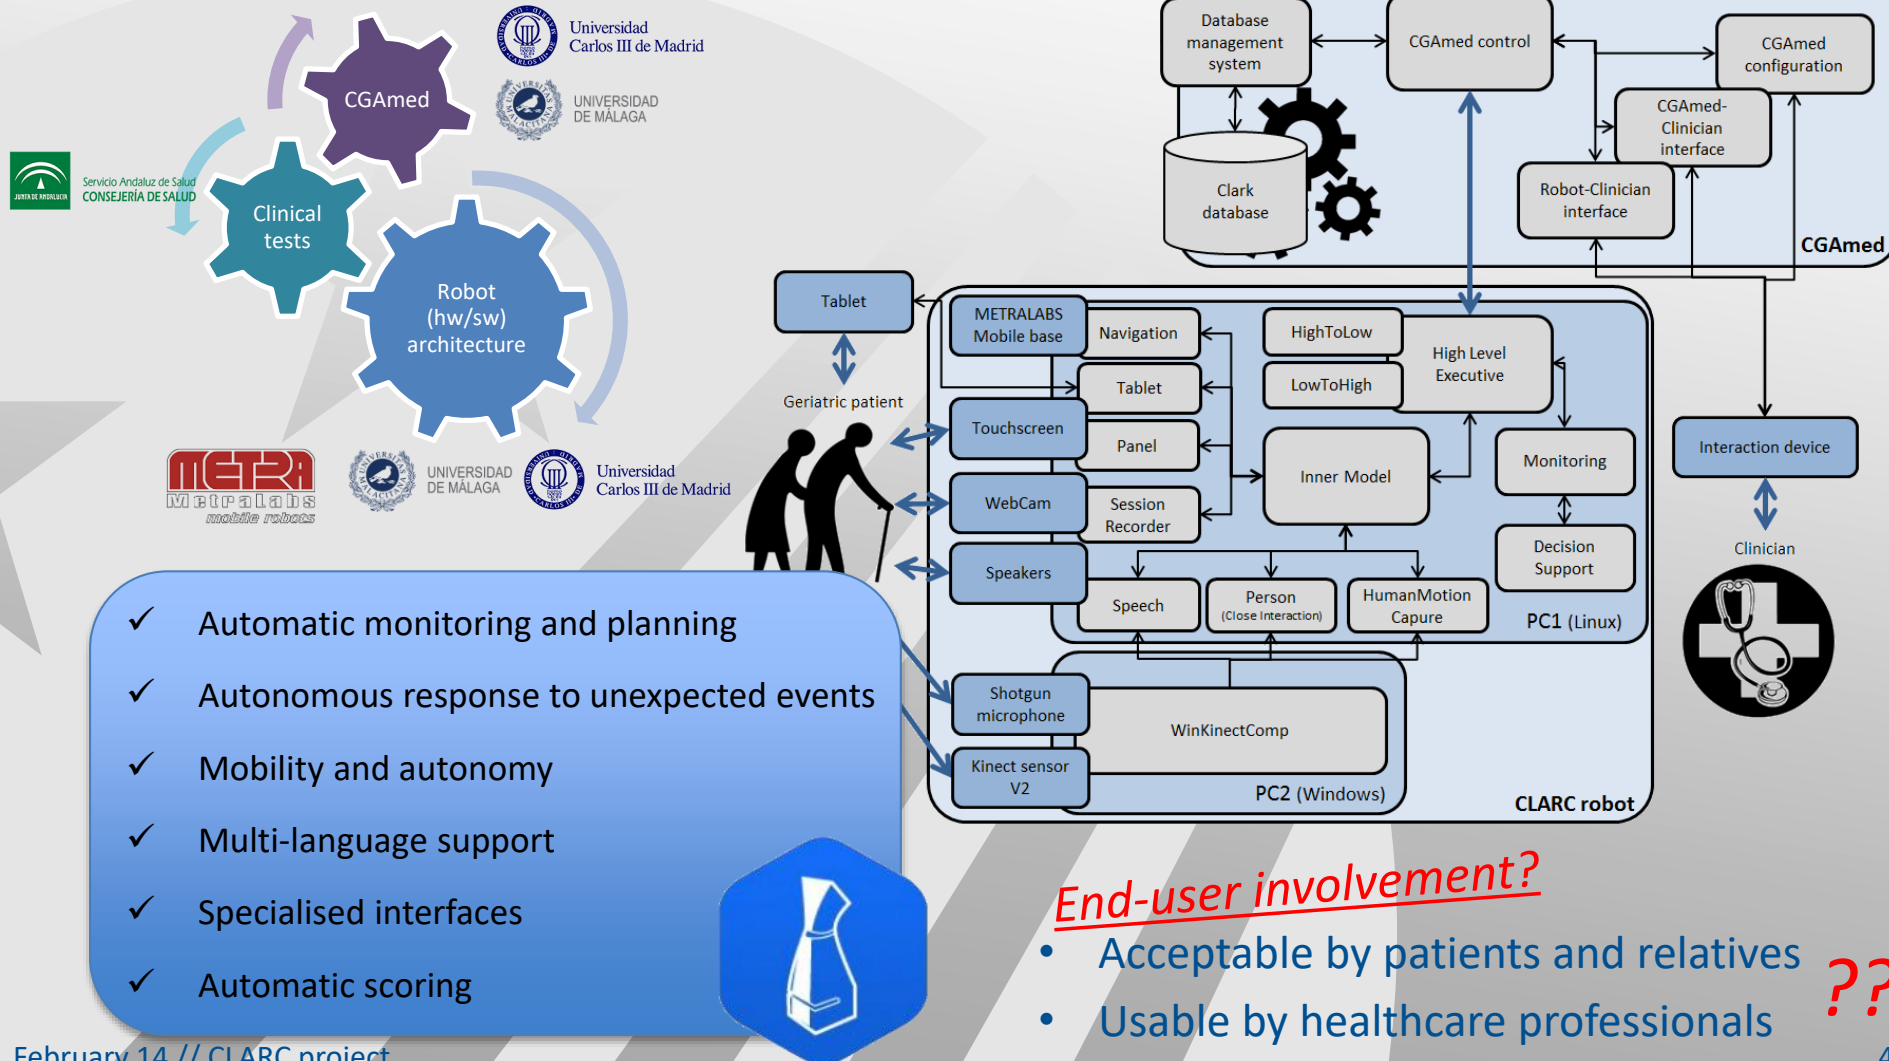 CGAmed
Universidad
Carlos III de Madrid
UNIVERSIDAD
DE MÁLAGA
JUNTA DE ANDALUCIA
Servicio Andaluz de Salud
CONSEJERÍA DE SALUD
Clinical
tests
Robot
(hw/sw)
architecture
METRA
MetraLabs
mobile robots
UNIVERSIDAD
DE MÁLAGA
Universidad
Carlos III de Madrid
Database
management
system
CGAmed control
CGAmed
configuration
CGAmed-
Clinician
interface
Robot-Clinician
interface
Clark
database
CGAmed
Tablet
Geriatric patient
METRALABS
Mobile base
Navigation
Tablet
Touchscreen
Panel
WebCam
Session
Recorder
Speakers
HighToLow
LowToHigh
High Level
Executive
Inner Model
Monitoring
Decision
Support
Speech
Person
(Close Interaction)
HumanMotion
Capure
PC1 (Linux)
Shotgun
microphone
WinKinectComp
Kinect sensor
V2
PC2 (Windows)
CLARC robot
Interaction device
Clinician
✓ Automatic monitoring and planning
✓ Autonomous response to unexpected events
✓ Mobility and autonomy
✓ Multi-language support
✓ Specialised interfaces
✓ Automatic scoring
End-user involvement?
• Acceptable by patients and relatives
• Usable by healthcare professionals
??
February 14 // CLARC project
4